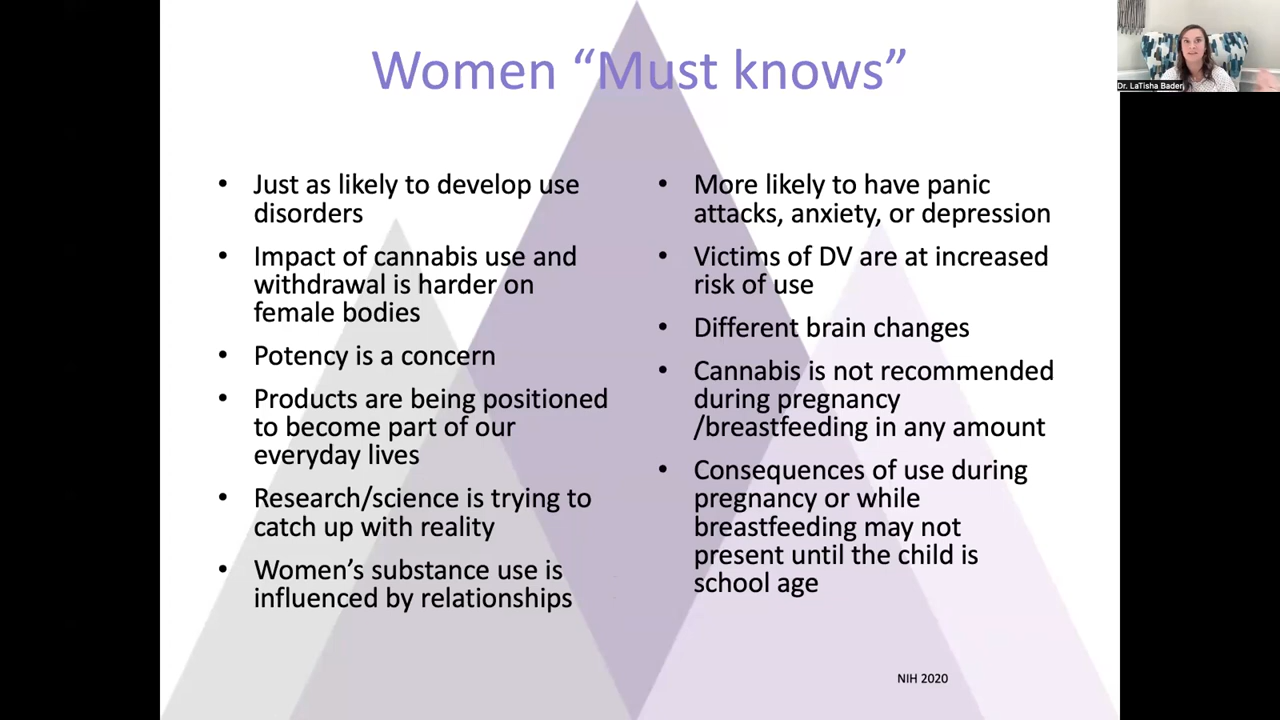 Women “Must knows”
Dr. LaTisha Bader
• Just as likely to develop use
disorders
• Impact of cannabis use and
withdrawal is harder on
female bodies
• Potency is a concern
• Products are being positioned
to become part of our
everyday lives
• Research/science is trying to
catch up with reality
• Women’s substance use is
influenced by relationships
• More likely to have panic
attacks, anxiety, or depression
• Victims of DV are at increased
risk of use
• Different brain changes
• Cannabis is not recommended
during pregnancy
/breastfeeding in any amount
• Consequences of use during
pregnancy or while
breastfeeding may not
present until the child is
school age
NIH 2020